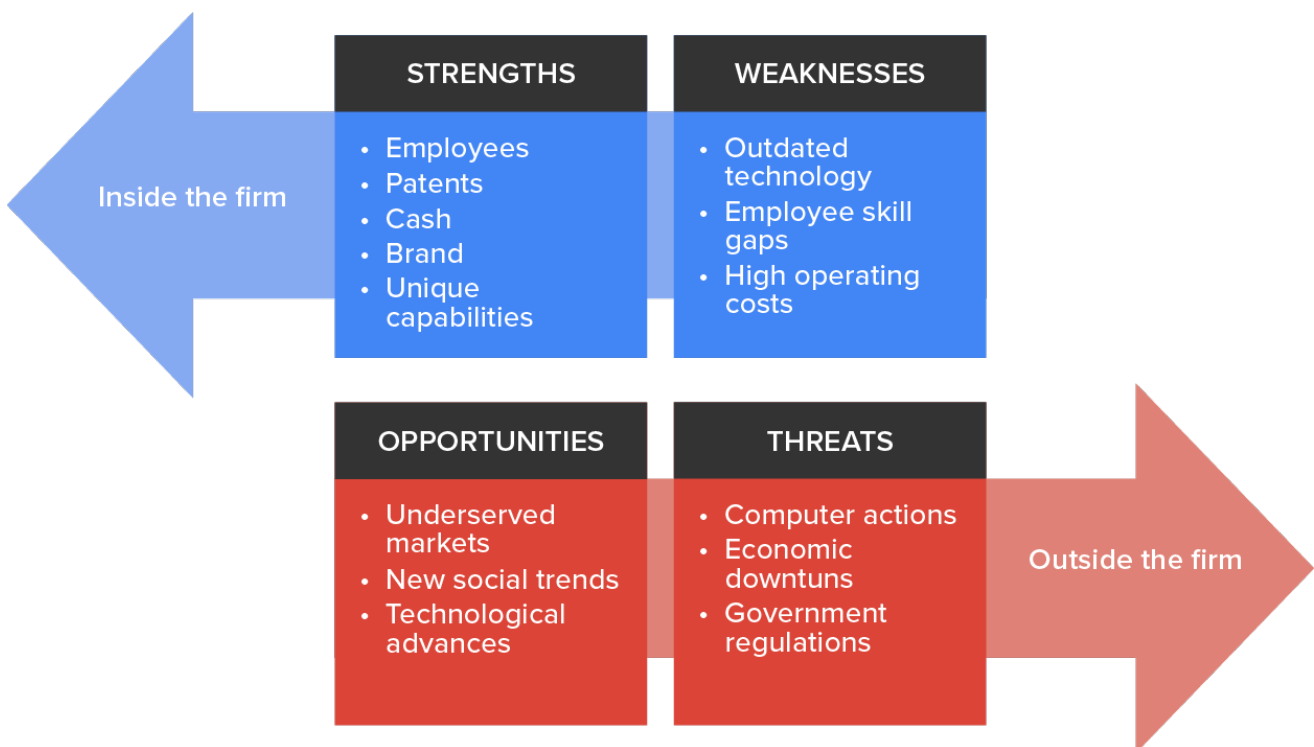 STRENGTHS
WEAKNESSES
Inside the firm
• Employees
• Patents
• Cash
• Brand
• Unique
capabilities
• Outdated
technology
• Employee skill
gaps
• High operating
costs
OPPORTUNITIES
THREATS
• Underserved
markets
• New social trends
• Technological
advances
• Computer actions
• Economic
downtuns
• Government
regulations
Outside the firm